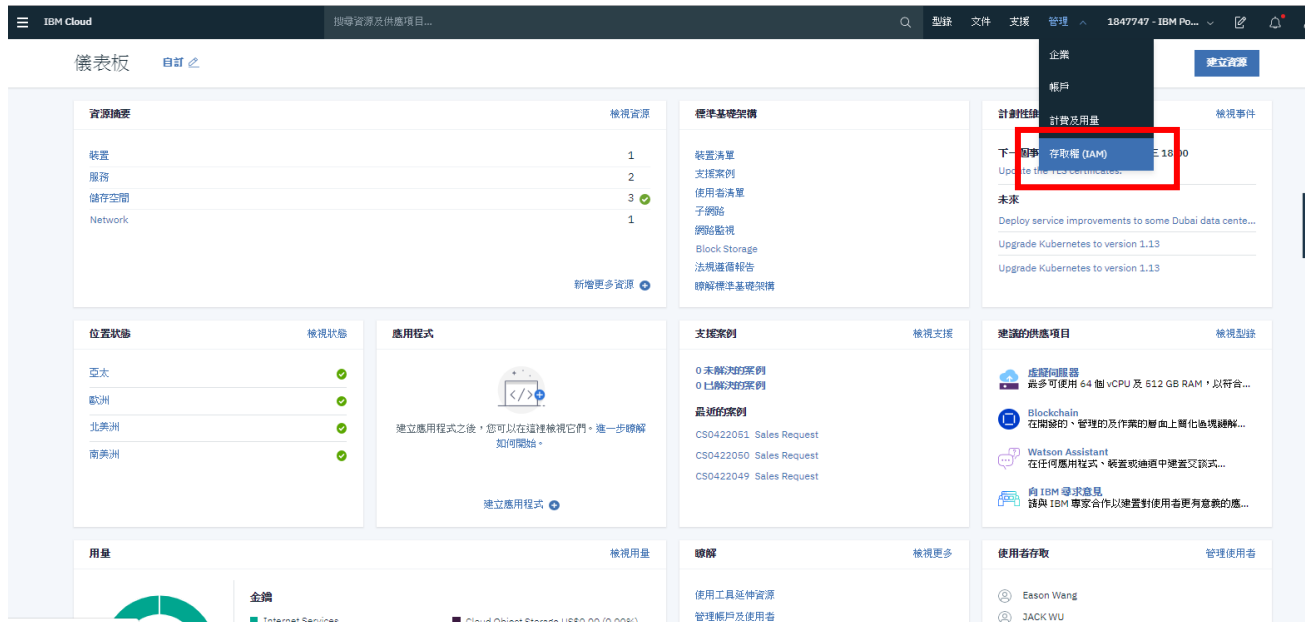 IBM Cloud
搜尋資源及供應項目...
型錄 文件 支援 管理 1847747 - IBM Po...
企業
帳戶
計費及用量
存取權 (IAM)
儀表板 自訂
建立資源
資源摘要 檢視資源
裝置 1
服務 2
儲存空間 3
Network 1
新增更多資源
標準基礎架構
裝置清單
支援案例
使用者清單
子網路
網路監視
Block Storage
法規遵循報告
瞭解標準基礎架構
計劃性維 檢視事件
下一個事 三 18:00
Update the TLS certificates.
未來
Deploy service improvements to some Dubai data cente...
Upgrade Kubernetes to version 1.13
Upgrade Kubernetes to version 1.13
位置狀態 檢視狀態
亞太
歐洲
北美洲
南美洲
應用程式
建立應用程式之後，您可以在這裡檢視它們。進一步瞭解
如何開始。
建立應用程式
支援案例 檢視支援
0 未解決的案例
0 已解決的案例
最近的案例
CS0422051 Sales Request
CS0422050 Sales Request
CS0422049 Sales Request
建議的供應項目 檢視型錄
虛擬伺服器
最多可使用 64 個 vCPU 及 512 GB RAM，以符合...
Blockchain
在開發的、管理的及作業的層面上簡化區塊鏈解...
Watson Assistant
在任何應用程式、裝置或通道中建置交談式...
向 IBM 尋求意見
請與 IBM 專家合作以建置對使用者更有意義的應...
用量 檢視用量
金鑰
Internet Services
Cloud Object Storage US$0.00 (0.00%)
瞭解 檢視更多
使用工具延伸資源
管理帳戶及使用者
使用者存取 管理使用者
Eason Wang
JACK WU